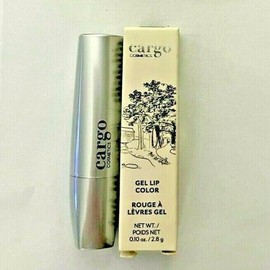 cargo
COSMETICS
cargo
COSMETICS
GEL LIP
COLOR
ROUGE À
LÈVRES GEL
NET WT. /
POIDS NET
0.10 oz. / 2.8 g